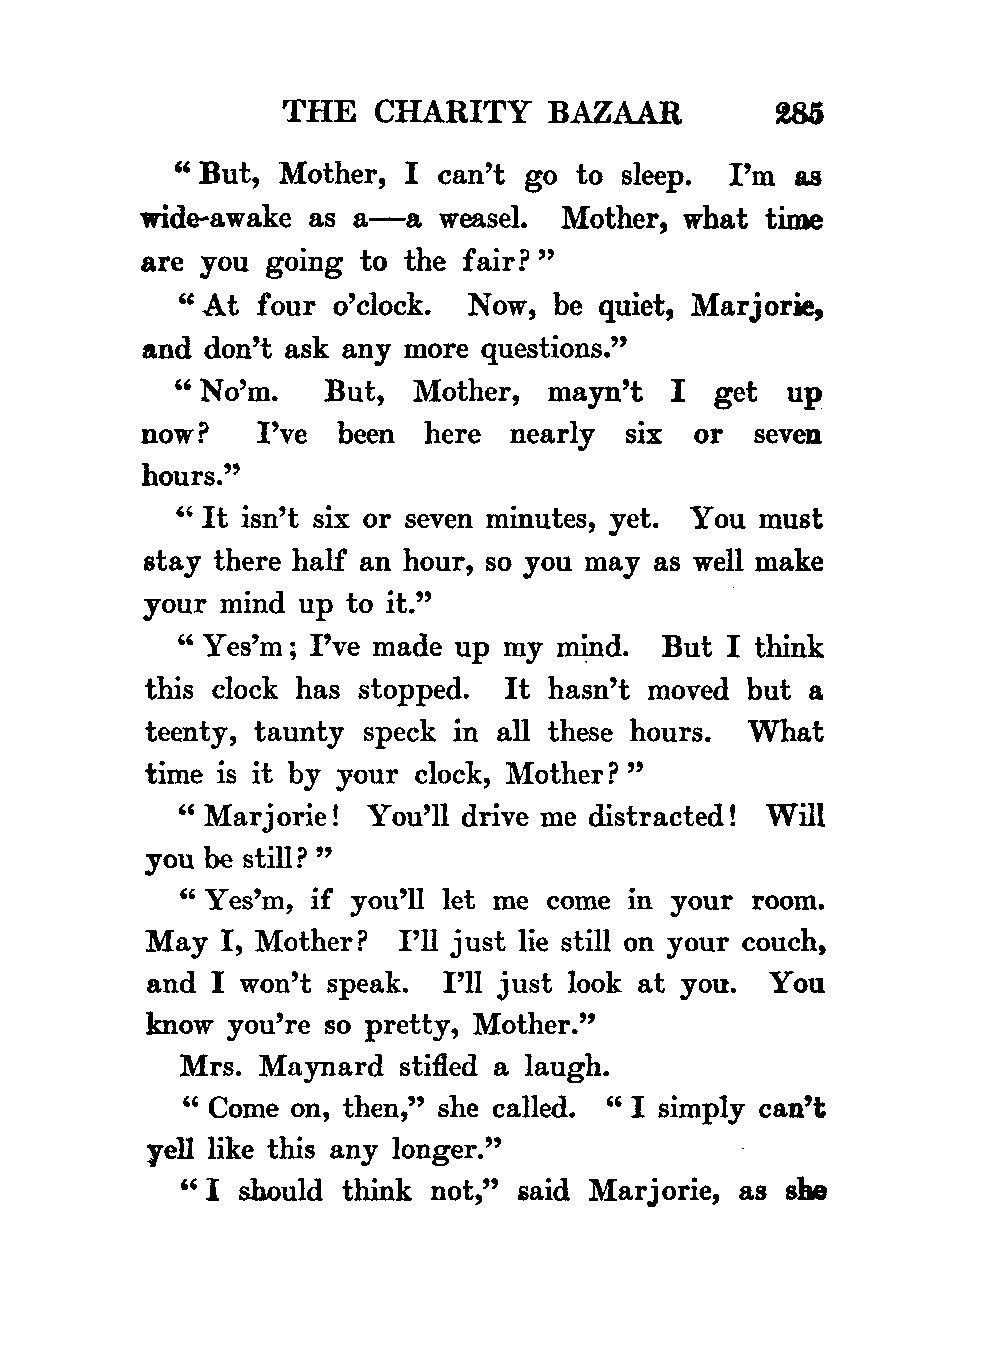 THE CHARITY BAZAAR 285
“But, Mother, I can’t go to sleep. I’m as
wide-awake as a—a weasel. Mother, what time
are you going to the fair?”
“At four o’clock. Now, be quiet, Marjorie,
and don’t ask any more questions.”
“No’m. But, Mother, mayn’t I get up
now? I’ve been here nearly six or seven
hours.”
“It isn’t six or seven minutes, yet. You must
stay there half an hour, so you may as well make
your mind up to it.”
“Yes’m; I’ve made up my mind. But I think
this clock has stopped. It hasn’t moved but a
teenty, taunty speck in all these hours. What
time is it by your clock, Mother?”
“Marjorie! You’ll drive me distracted! Will
you be still?”
“Yes’m, if you’ll let me come in your room.
May I, Mother? I’ll just lie still on your couch,
and I won’t speak. I’ll just look at you. You
know you’re so pretty, Mother.”
Mrs. Maynard stifled a laugh.
“Come on, then,” she called. “I simply can’t
yell like this any longer.”
“I should think not,” said Marjorie, as she